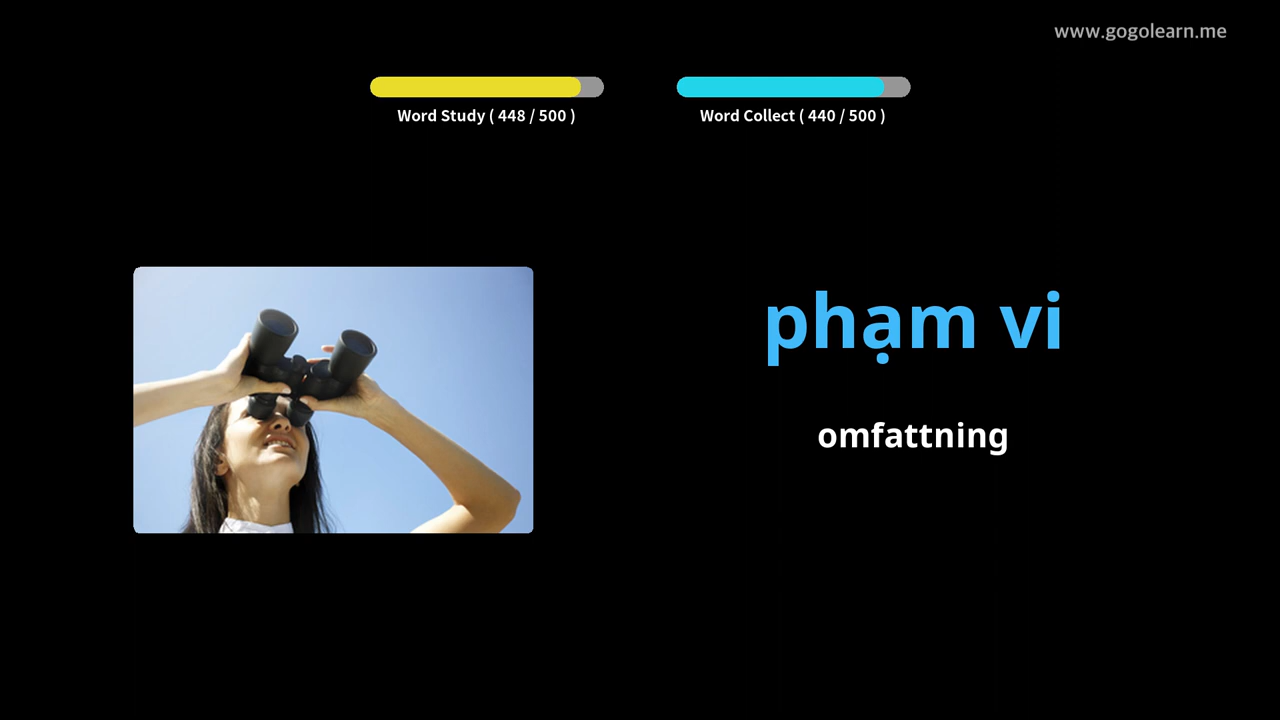 www.gogolearn.me
Word Study ( 448 / 500 )
Word Collect ( 440 / 500 )
phạm vi
omfattning